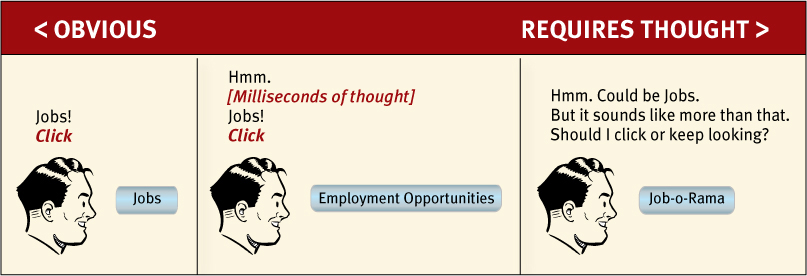 < OBVIOUS
REQUIRES THOUGHT >
Jobs!
Click
Jobs
Hmm.
[Milliseconds of thought]
Jobs!
Click
Employment Opportunities
Hmm. Could be Jobs.
But it sounds like more than that.
Should I click or keep looking?
Job-o-Rama